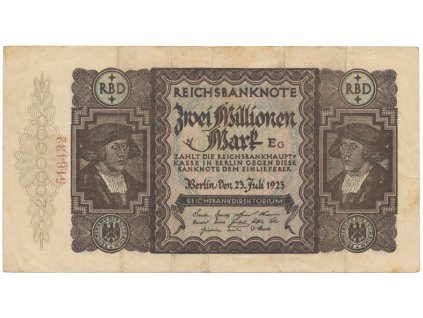 RBD
RBD
REICHSBANKNOTE
Zwei Millionen
Mark
EG
ZAHLT DIE REICHSBANKHAUPT=
KASSE IN BERLIN GEGEN DIESE
BANKNOTE DEM EINLIEFERER
Berlin, den 23. Juli 1923
REICHSBANKDIREKTORIUM
516432